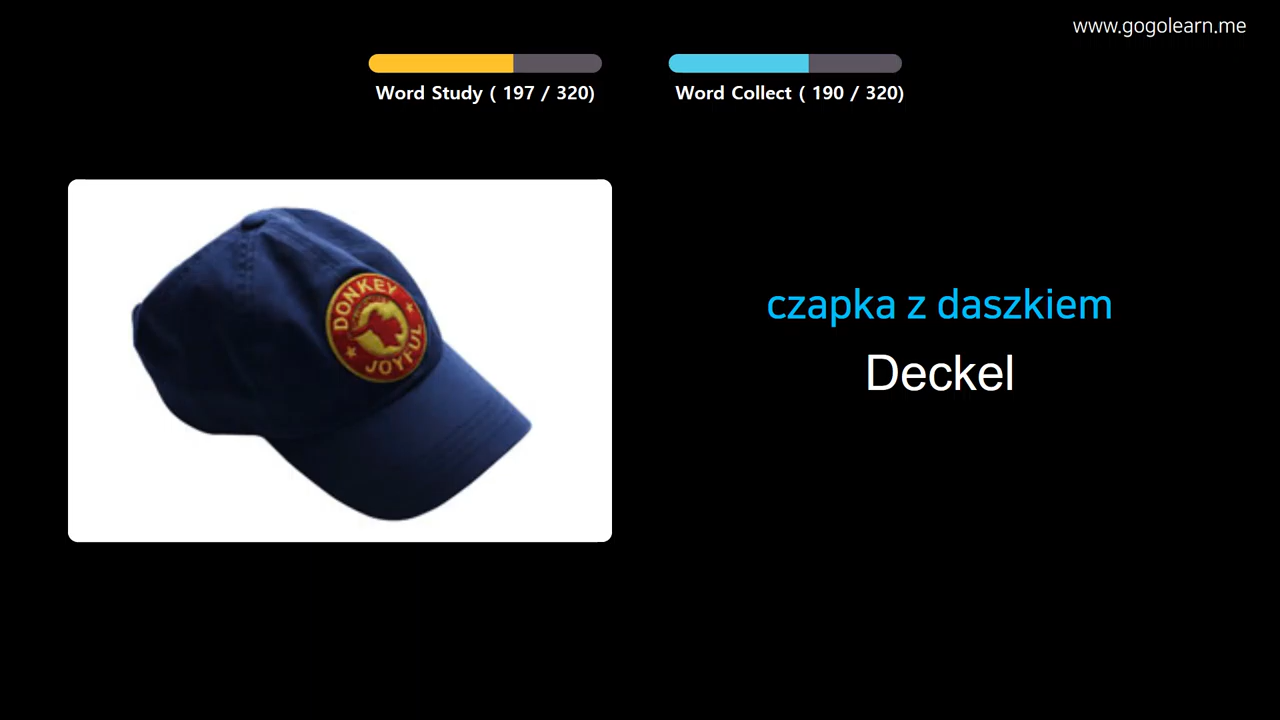 www.gogolearn.me
Word Study ( 197 / 320)
Word Collect ( 190 / 320)
DONKEY
JOYFUL
czapka z daszkiem
Deckel